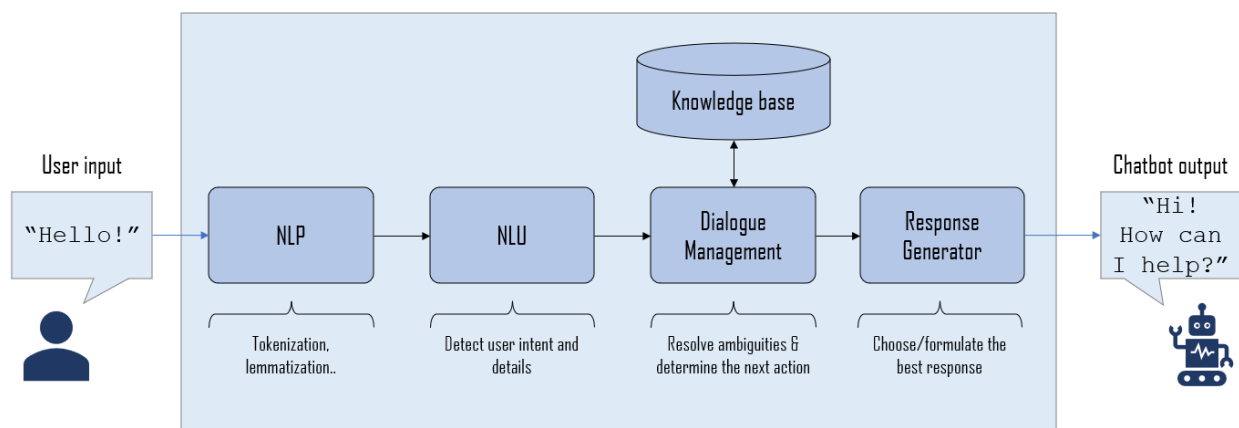 Knowledge base
User input
Chatbot output
“Hello!”
NLP
NLU
Dialogue
Management
Response
Generator
“Hi!
How can
I help?”
Tokenization,
lemmatization..
Detect user intent and
details
Resolve ambiguities &
determine the next action
Choose/formulate the
best response